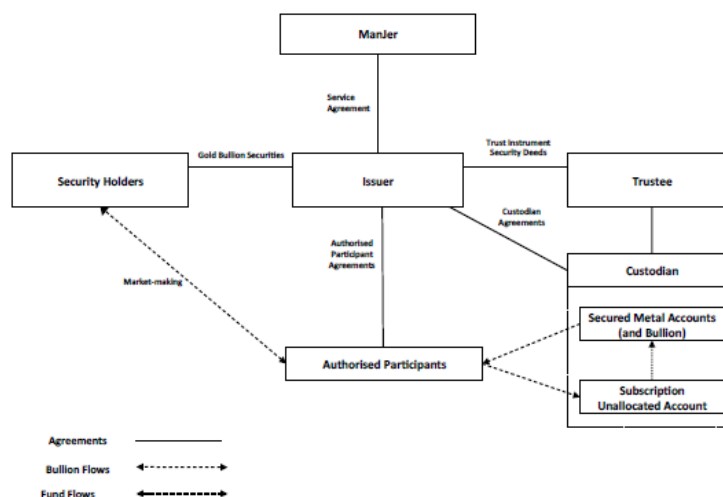 ManJer
Service
Agreement
Gold Bullion Securities
Trust Instrument
Security Deeds
Security Holders
Issuer
Trustee
Custodian
Agreements
Authorised
Participant
Agreements
Market-making
Custodian
Secured Metal Accounts
(and Bullion)
Authorised Participants
Subscription
Unallocated Account
Agreements
Bullion Flows
Fund Flows